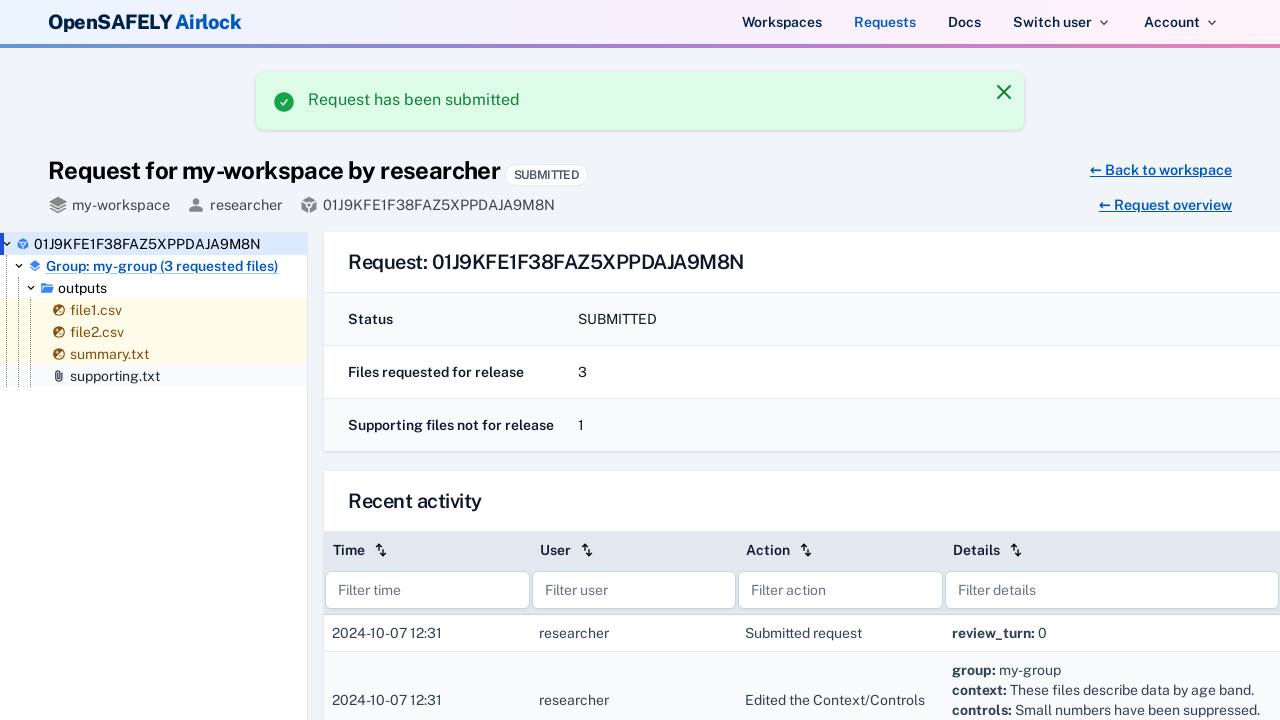 OpenSAFELY Airlock
Workspaces
Requests
Docs
Switch user
Account
Request has been submitted
Request for my-workspace by researcher SUBMITTED
← Back to workspace
my-workspace researcher 01J9KFE1F38FAZ5XPPDAJA9M8N
← Request overview
01J9KFE1F38FAZ5XPPDAJA9M8N
Group: my-group (3 requested files)
outputs
file1.csv
file2.csv
summary.txt
supporting.txt
Request: 01J9KFE1F38FAZ5XPPDAJA9M8N
Status SUBMITTED
Files requested for release 3
Supporting files not for release 1
Recent activity
Time User Action Details
Filter time Filter user Filter action Filter details
2024-10-07 12:31 researcher Submitted request review_turn: 0
2024-10-07 12:31 researcher Edited the Context/Controls group: my-group
context: These files describe data by age band.
controls: Small numbers have been suppressed.